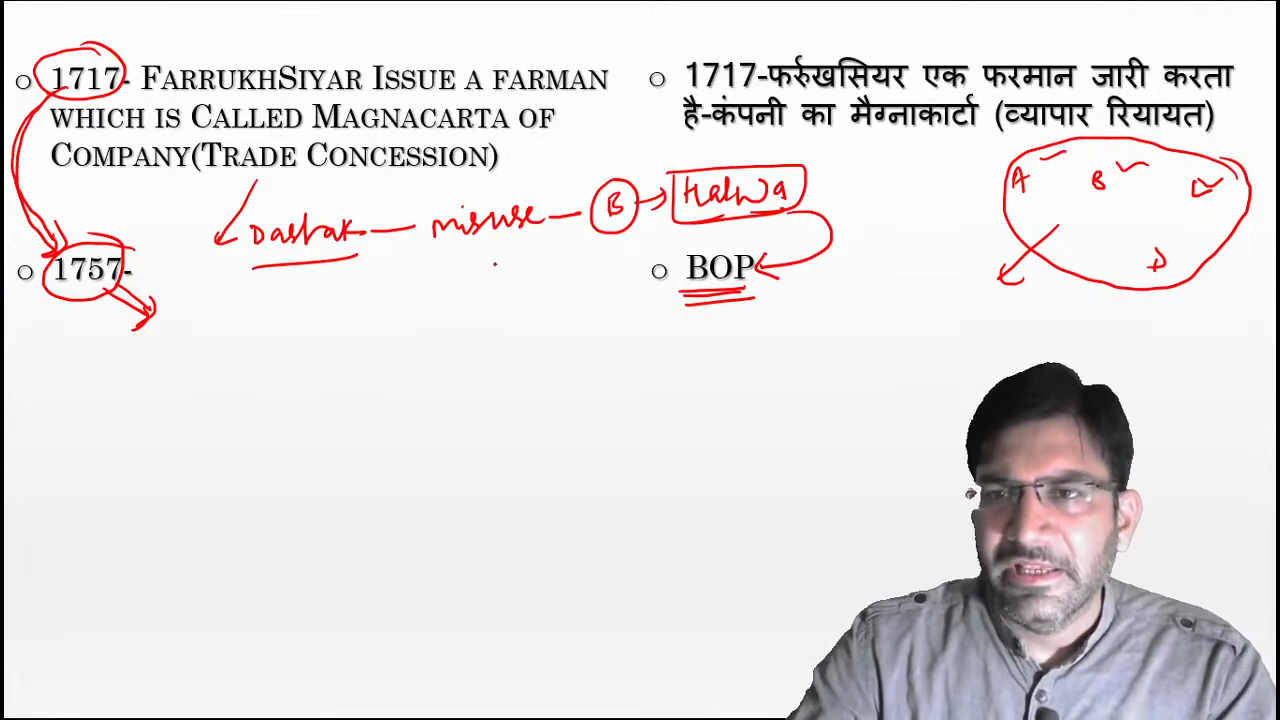 1717- FARRUKHSIYAR ISSUE A FARMAN
WHICH IS CALLED MAGNACARTA OF
COMPANY(TRADE CONCESSION)
Dastak — misuse — B → Halwa
1757-
1717-फर्रुखसियर एक फरमान जारी करता
है-कंपनी का मैग्नाकार्टा (व्यापार रियायत)
A B
D
BOP